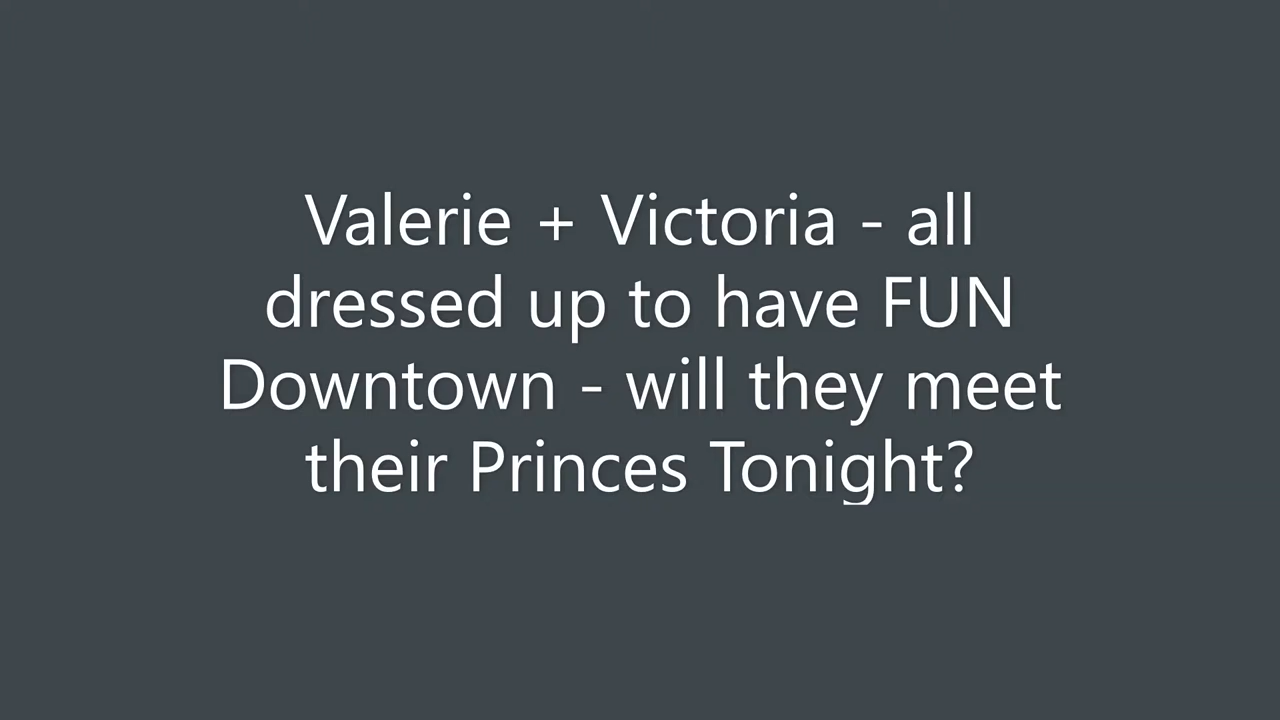 Valerie + Victoria - all
dressed up to have FUN
Downtown - will they meet
their Princes Tonight?